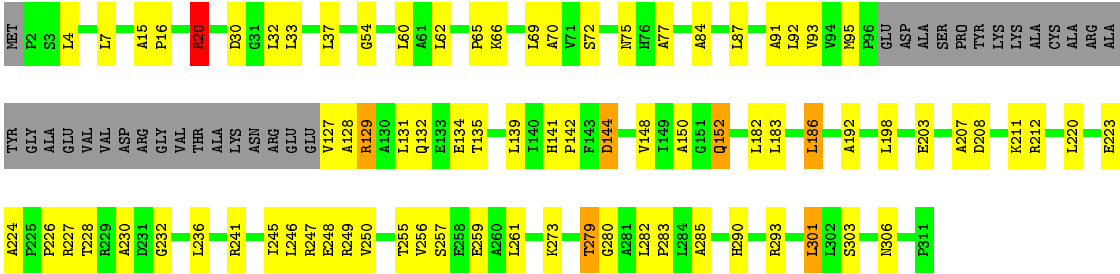 MET P2 S3 L4 L7 A15 P16 R20 D30 G31 L32 L33 L37 G54 L60 A61 L62 P65 K66 L69 A70 V71 S72 N75 H76 A77 A84 L87 A91 L92 V93 V94 M95 P96 GLU ASP ALA SER PRO TYR LYS LYS ALA CYS ALA ARG ALA
TYR GLY ALA GLU VAL VAL ASP ARG GLY VAL THR ALA LYS ASN ARG GLU GLU V127 A128 R129 A130 L131 Q132 E133 E134 T135 L139 I140 H141 P142 F143 D144 V148 I149 A150 G151 Q152 L182 L183 L186 A192 L198 E203 A207 D208 K211 R212 L220 E223
A224 P225 P226 R227 T228 R229 A230 D231 G232 L236 R241 I245 L246 R247 E248 R249 V250 T255 V256 S257 E258 E259 A260 L261 K273 T279 G280 A281 L282 P283 L284 A285 H290 R293 L301 L302 S303 N306 P311